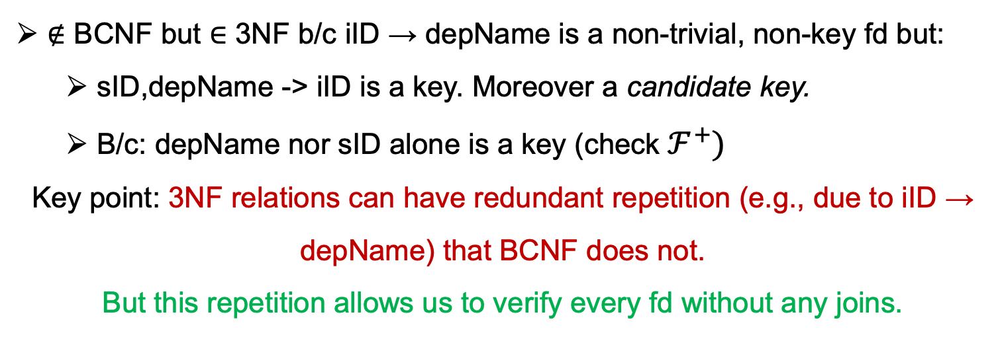 ➢ ∉ BCNF but ∈ 3NF b/c iID → depName is a non-trivial, non-key fd but:
➢ sID,depName -> iID is a key. Moreover a candidate key.
➢ B/c: depName nor sID alone is a key (check ℱ⁺)
Key point: 3NF relations can have redundant repetition (e.g., due to iID →
depName) that BCNF does not.
But this repetition allows us to verify every fd without any joins.